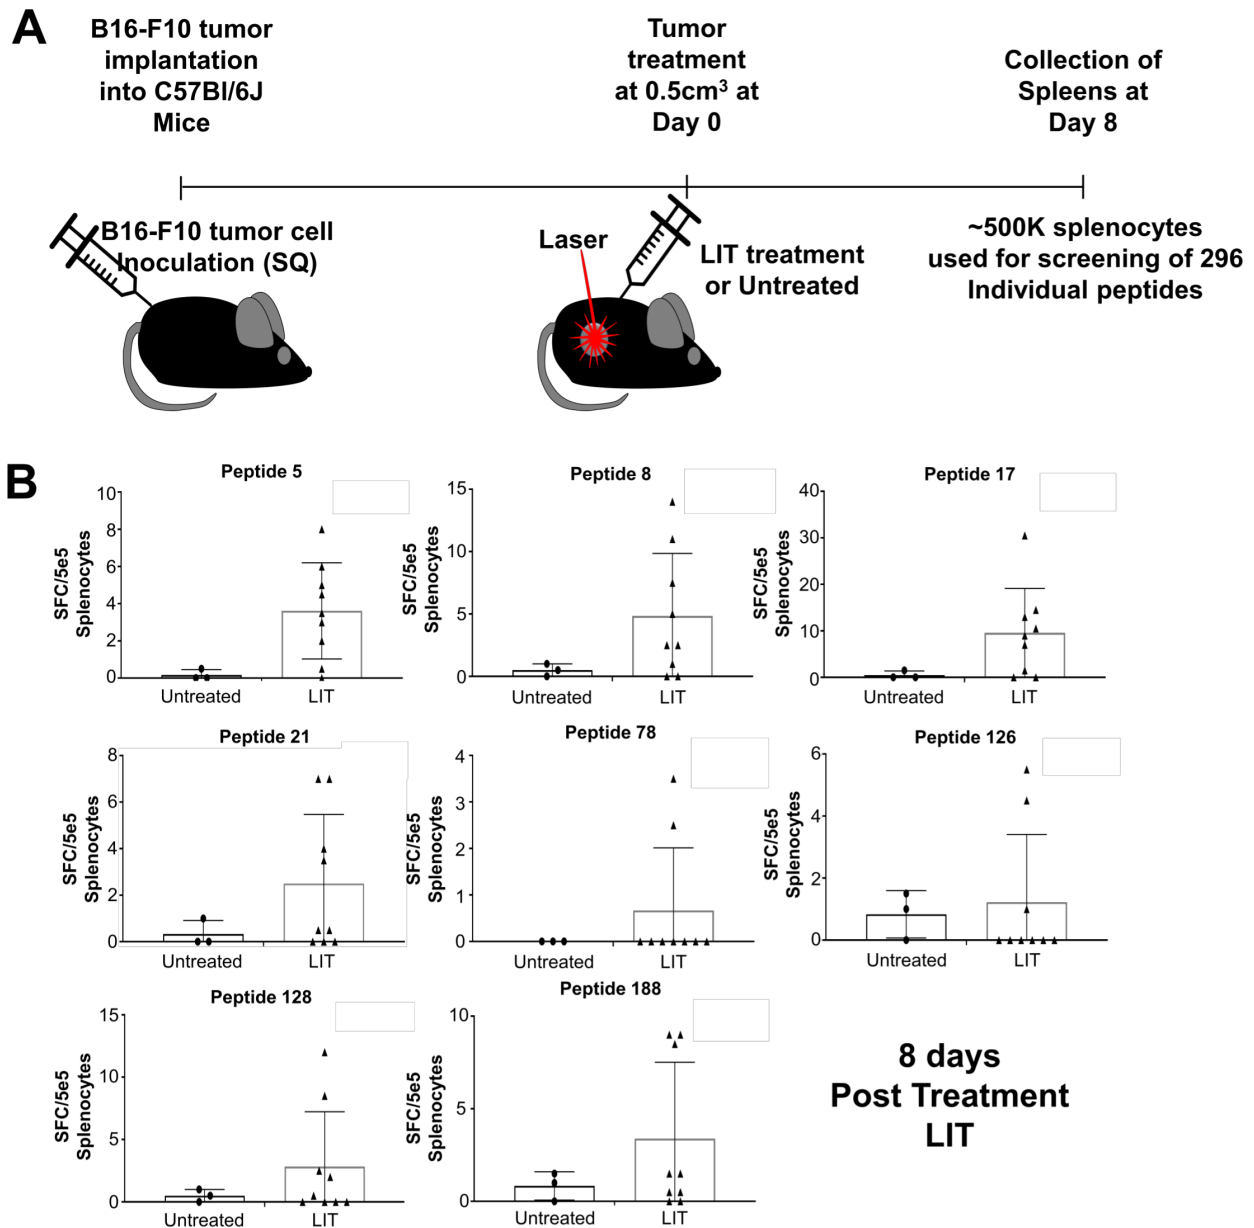 A
B16-F10 tumor
implantation
into C57Bl/6J
Mice
Tumor
treatment
at 0.5cm³ at
Day 0
Collection of
Spleens at
Day 8
B16-F10 tumor cell
Inoculation (SQ)
Laser
LIT treatment
or Untreated
~500K splenocytes
used for screening of 296
Individual peptides
B
Peptide 5
SFC/5e5
Splenocytes
10
8
6
4
2
0
Untreated
LIT
Peptide 8
SFC/5e5
Splenocytes
15
10
5
0
Untreated
LIT
Peptide 17
SFC/5e5
Splenocytes
40
30
20
10
0
Untreated
LIT
Peptide 21
SFC/5e5
Splenocytes
8
6
4
2
0
Untreated
LIT
Peptide 78
SFC/5e5
Splenocytes
4
3
2
1
0
Untreated
LIT
Peptide 126
SFC/5e5
Splenocytes
6
4
2
0
Untreated
LIT
Peptide 128
SFC/5e5
Splenocytes
15
10
5
0
Untreated
LIT
Peptide 188
SFC/5e5
Splenocytes
10
5
0
Untreated
LIT
8 days
Post Treatment
LIT